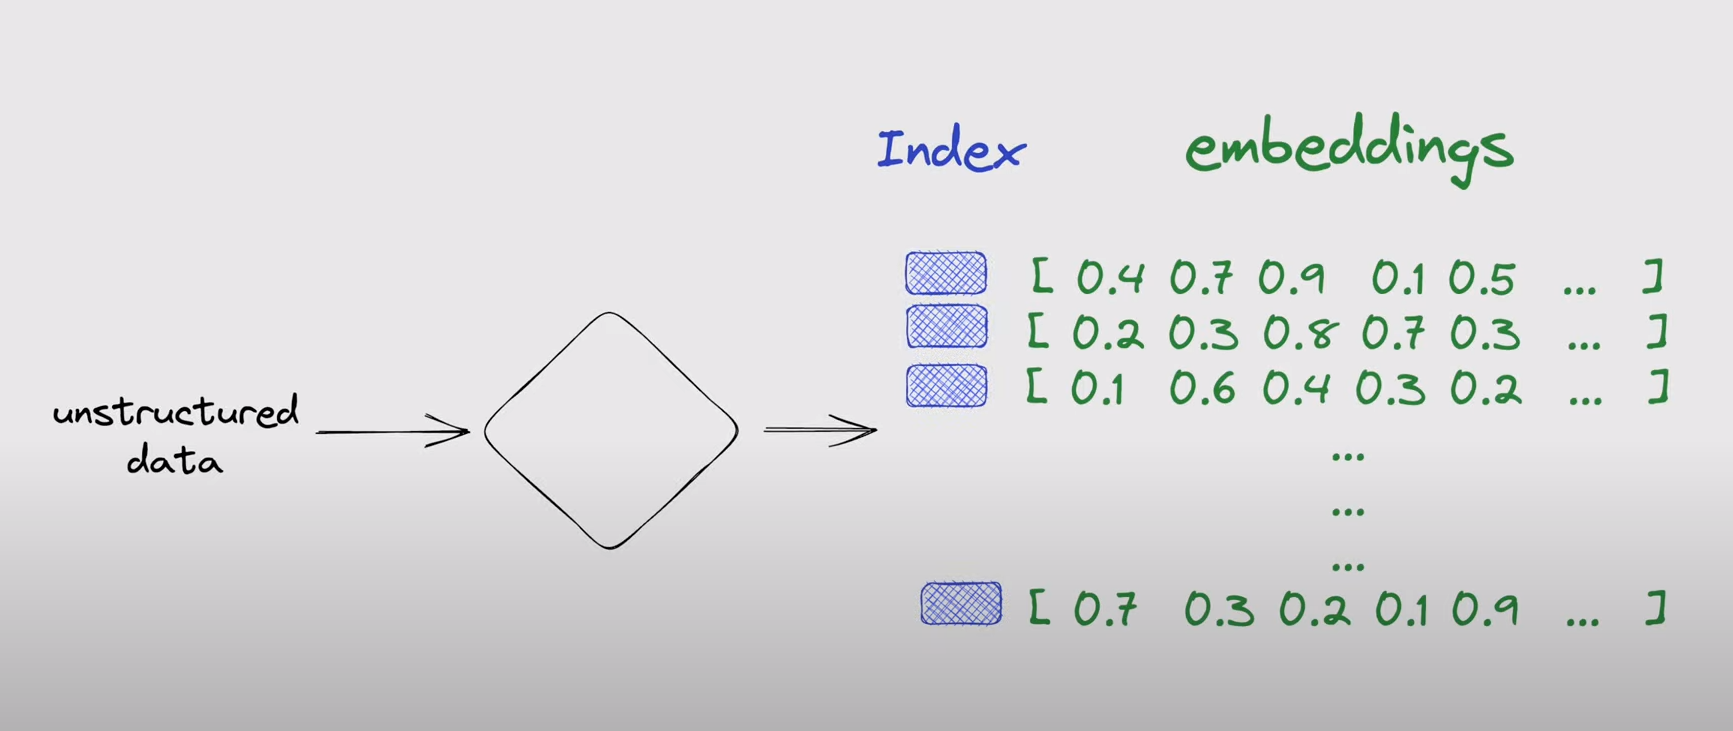 Index embeddings
[ 0.4 0.7 0.9 0.1 0.5 ... ]
[ 0.2 0.3 0.8 0.7 0.3 ... ]
[ 0.1 0.6 0.4 0.3 0.2 ... ]
unstructured
data
...
...
...
[ 0.7 0.3 0.2 0.1 0.9 ... ]